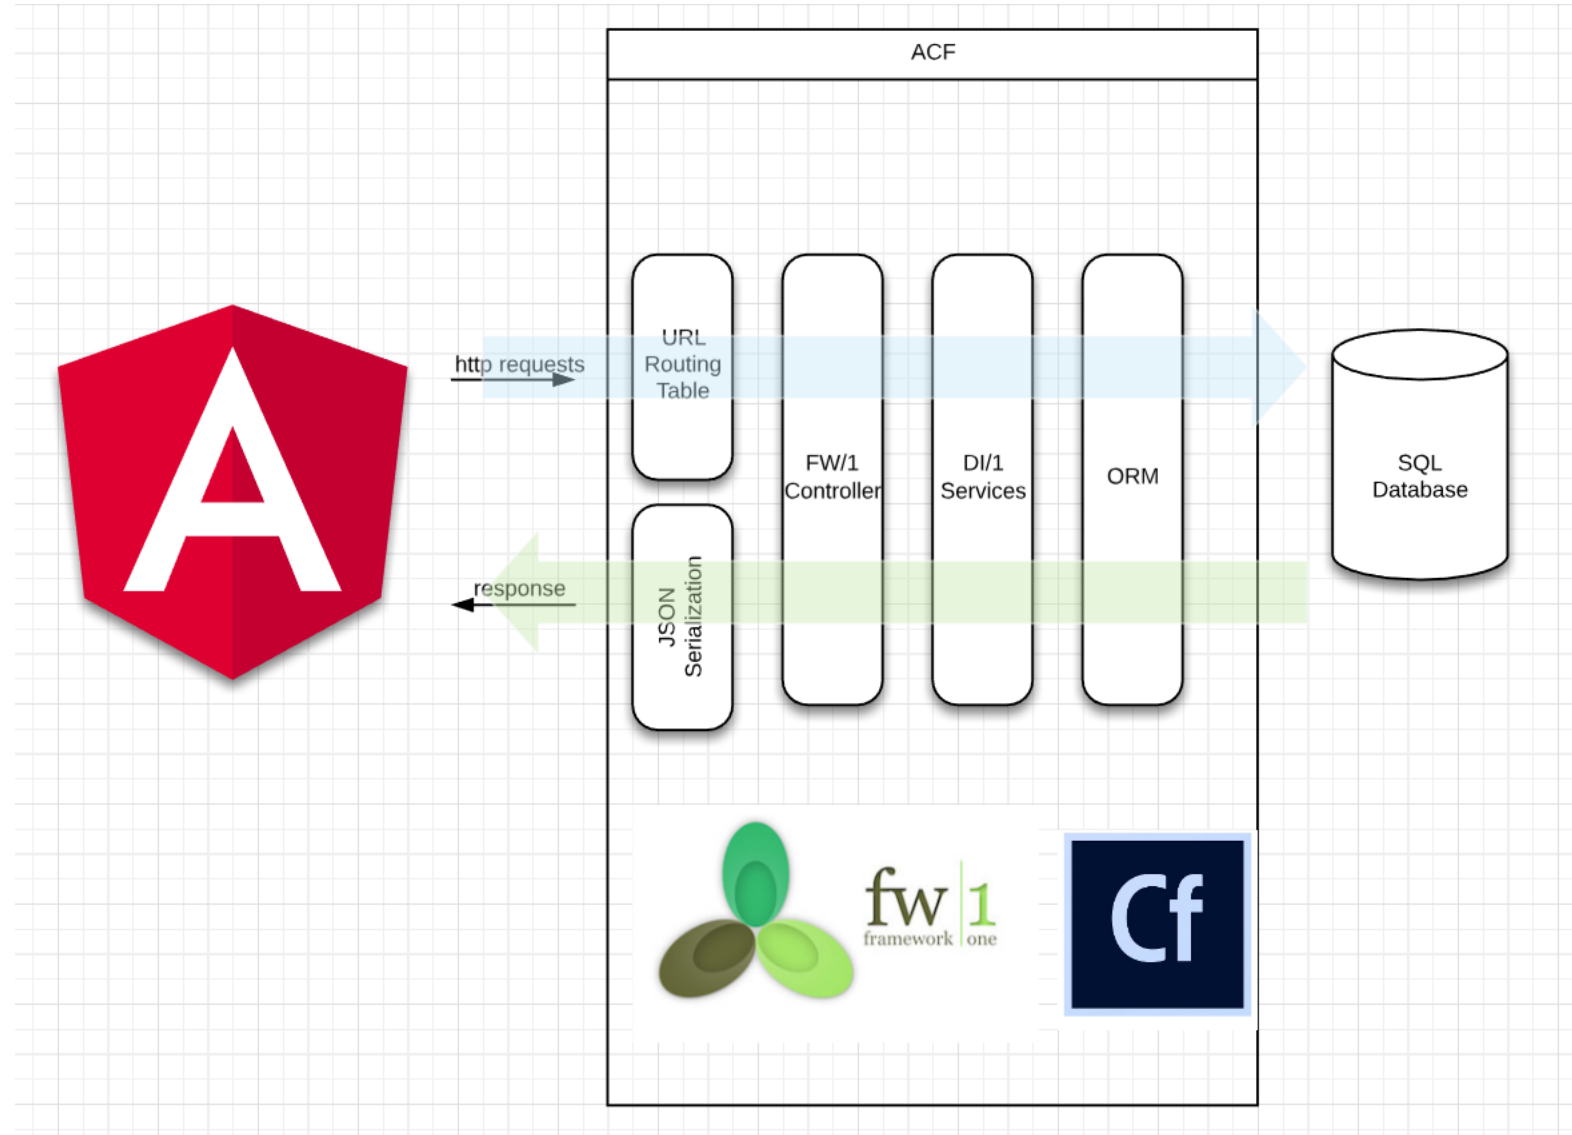 ACF
http requests
URL
Routing
Table
FW/1
Controller
DI/1
Services
ORM
SQL
Database
response
JSON
Serialization
A
fw|1
framework|one
Cf